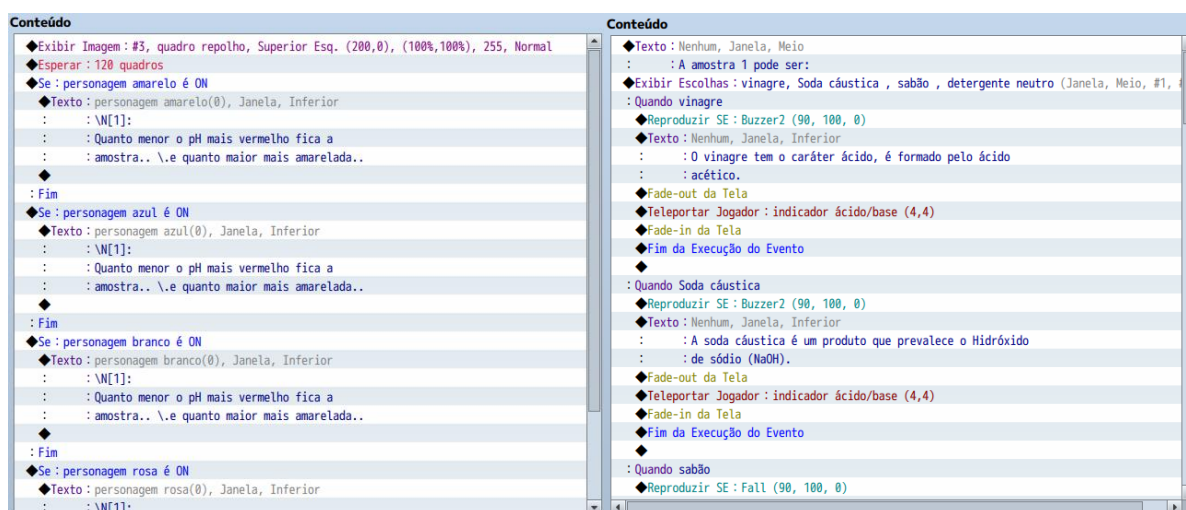 Conteúdo
◆Exibir Imagem：#3, quadro repolho, Superior Esq. (200,0), (100%,100%), 255, Normal
◆Esperar：120 quadros
◆Se：personagem amarelo é ON
◆Texto：personagem amarelo(0), Janela, Inferior
: : \N[1]:
: : Quanto menor o pH mais vermelho fica a
: : amostra.. \.e quanto maior mais amarelada..
◆
: Fim
◆Se：personagem azul é ON
◆Texto：personagem azul(0), Janela, Inferior
: : \N[1]:
: : Quanto menor o pH mais vermelho fica a
: : amostra.. \.e quanto maior mais amarelada..
◆
: Fim
◆Se：personagem branco é ON
◆Texto：personagem branco(0), Janela, Inferior
: : \N[1]:
: : Quanto menor o pH mais vermelho fica a
: : amostra.. \.e quanto maior mais amarelada..
◆
: Fim
◆Se：personagem rosa é ON
◆Texto：personagem rosa(0), Janela, Inferior
: : \N[1]:
Conteúdo
◆Texto：Nenhum, Janela, Meio
: : A amostra 1 pode ser:
◆Exibir Escolhas：vinagre, Soda cáustica , sabão , detergente neutro (Janela, Meio, #1,
: Quando vinagre
◆Reproduzir SE：Buzzer2 (90, 100, 0)
◆Texto：Nenhum, Janela, Inferior
: : O vinagre tem o caráter ácido, é formado pelo ácido
: : acético.
◆Fade-out da Tela
◆Teleportar Jogador：indicador ácido/base (4,4)
◆Fade-in da Tela
◆Fim da Execução do Evento
◆
: Quando Soda cáustica
◆Reproduzir SE：Buzzer2 (90, 100, 0)
◆Texto：Nenhum, Janela, Inferior
: : A soda cáustica é um produto que prevalece o Hidróxido
: : de sódio (NaOH).
◆Fade-out da Tela
◆Teleportar Jogador：indicador ácido/base (4,4)
◆Fade-in da Tela
◆Fim da Execução do Evento
◆
: Quando sabão
◆Reproduzir SE：Fall (90, 100, 0)